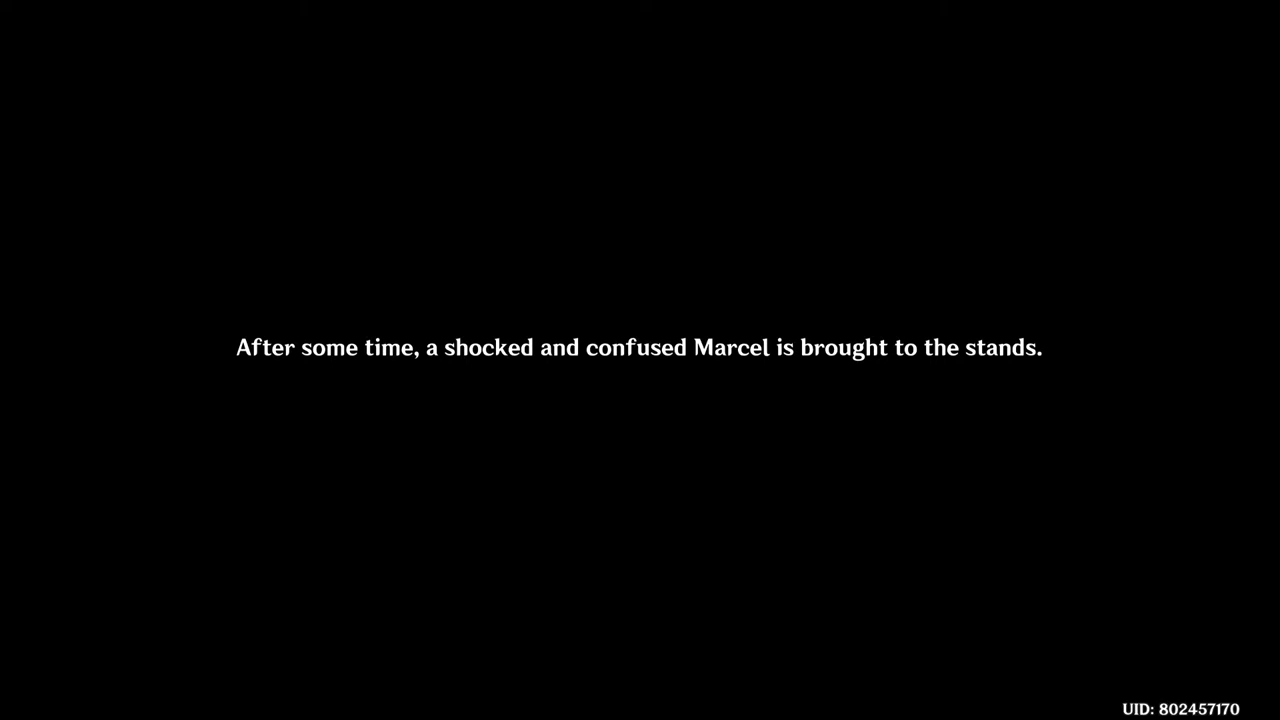 After some time, a shocked and confused Marcel is brought to the stands.
UID: 802457170